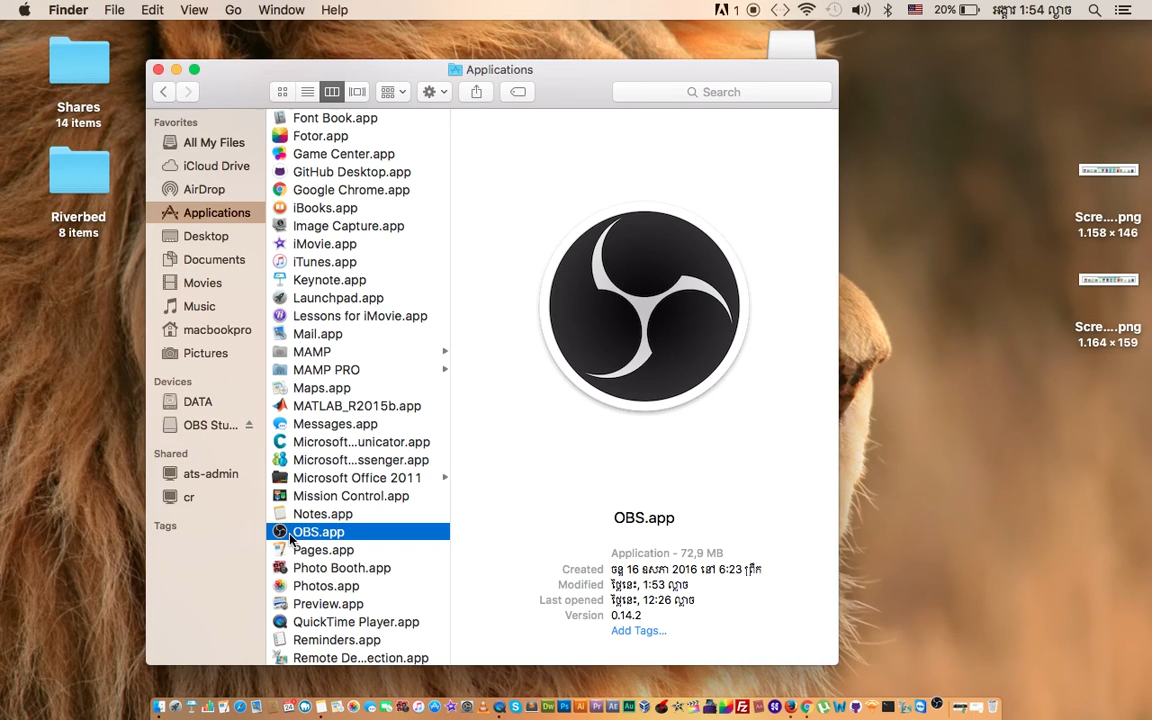 Finder File Edit View Go Window Help
1 20% អង្គារ 1:54 ល្ងាច
Applications
Search
Shares
14 items
Riverbed
8 items
Scre....png
1.158 × 146
Scre....png
1.164 × 159
Favorites
All My Files
iCloud Drive
AirDrop
Applications
Desktop
Documents
Movies
Music
macbookpro
Pictures
Devices
DATA
OBS Stu...
Shared
ats-admin
cr
Tags
Font Book.app
Fotor.app
Game Center.app
GitHub Desktop.app
Google Chrome.app
iBooks.app
Image Capture.app
iMovie.app
iTunes.app
Keynote.app
Launchpad.app
Lessons for iMovie.app
Mail.app
MAMP
MAMP PRO
Maps.app
MATLAB_R2015b.app
Messages.app
Microsoft...unicator.app
Microsoft...ssenger.app
Microsoft Office 2011
Mission Control.app
Notes.app
OBS.app
Pages.app
Photo Booth.app
Photos.app
Preview.app
QuickTime Player.app
Reminders.app
Remote De...ection.app
OBS.app
Application - 72,9 MB
Created ចន្ទ 16 ឧសភា 2016 នៅ 6:23 ព្រឹក
Modified ថ្ងៃនេះ, 1:53 ល្ងាច
Last opened ថ្ងៃនេះ, 12:26 ល្ងាច
Version 0.14.2
Add Tags...